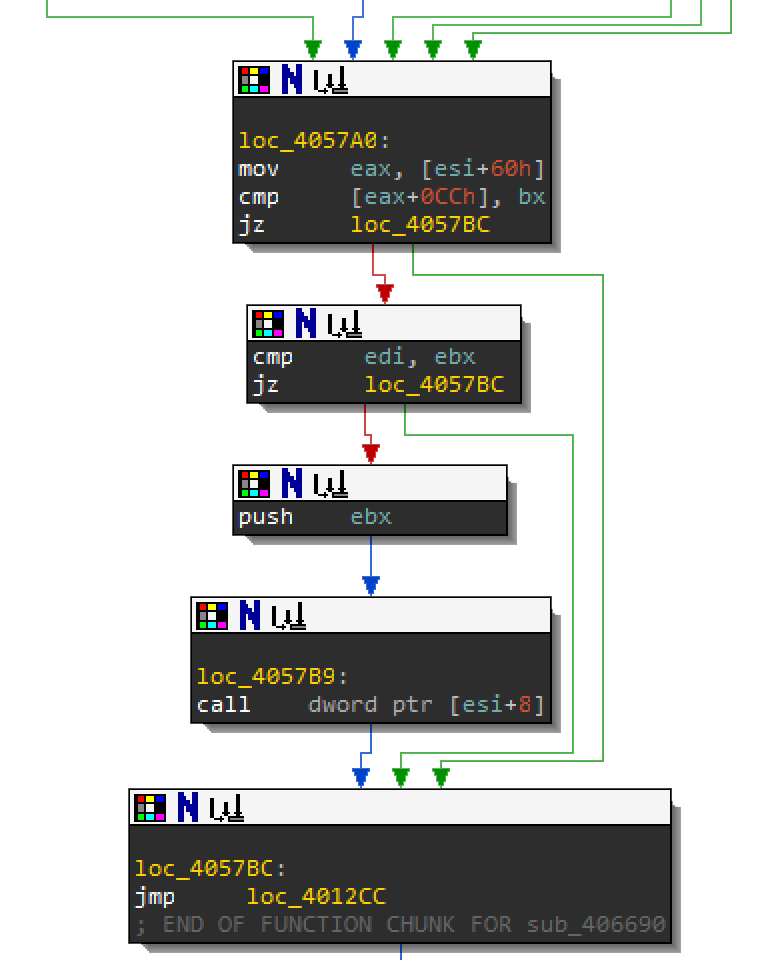 loc_4057A0:
mov eax, [esi+60h]
cmp [eax+0CCh], bx
jz loc_4057BC
cmp edi, ebx
jz loc_4057BC
push ebx
loc_4057B9:
call dword ptr [esi+8]
loc_4057BC:
jmp loc_4012CC
; END OF FUNCTION CHUNK FOR sub_406690